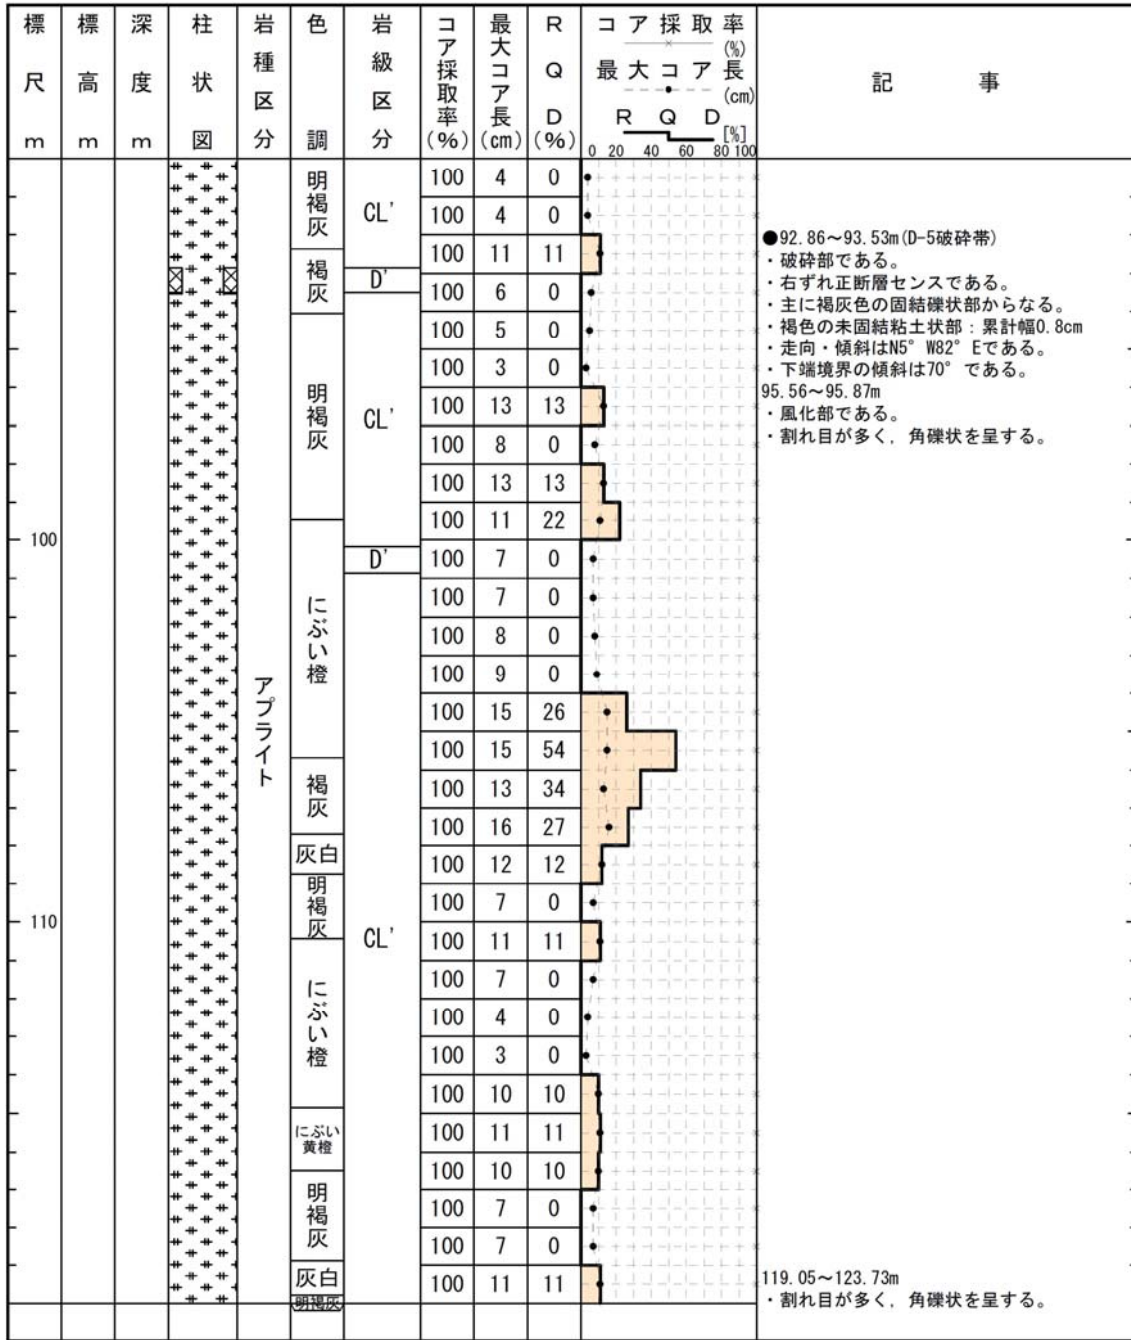 標尺m
標高m
深度m
柱状図
岩種区分
色調
岩級区分
コア採取率(%)
最大コア長(cm)
RQD(%)
コア採取率
(%)
最大コア長
(cm)
RQD
[%]
0 20 40 60 80 100
記事
100 4 0
100 4 0
100 11 11
100 6 0
100 5 0
100 3 0
100 13 13
100 8 0
100 13 13
100 11 22
100 7 0
100 7 0
100 8 0
100 9 0
100 15 26
100 15 54
100 13 34
100 16 27
100 12 12
100 7 0
100 11 11
100 7 0
100 4 0
100 3 0
100 10 10
100 11 11
100 10 10
100 7 0
100 7 0
100 11 11
100
110
アプライト
明褐灰
褐灰
明褐灰
にぶい橙
褐灰
灰白
明褐灰
にぶい橙
にぶい
黄橙
明褐灰
灰白
明褐灰
CL'
D'
CL'
D'
CL'
●92.86～93.53m(D-5破砕帯)
・破砕部である。
・右ずれ正断層センスである。
・主に褐灰色の固結礫状部からなる。
・褐色の未固結粘土状部：累計幅0.8cm
・走向・傾斜はN5°W82°Eである。
・下端境界の傾斜は70°である。
95.56～95.87m
・風化部である。
・割れ目が多く，角礫状を呈する。
119.05～123.73m
・割れ目が多く，角礫状を呈する。